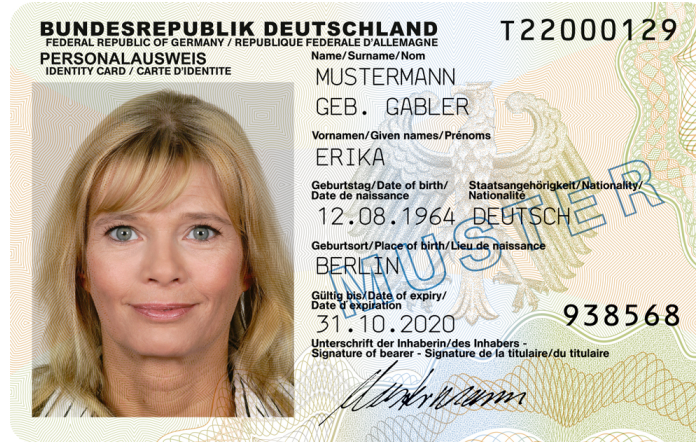 BUNDESREPUBLIK DEUTSCHLAND
FEDERAL REPUBLIC OF GERMANY / REPUBLIQUE FEDERALE D'ALLEMAGNE
PERSONALAUSWEIS
IDENTITY CARD / CARTE D'IDENTITE
T22000129
Name/Surname/Nom
MUSTERMANN
GEB. GABLER
Vornamen/Given names/Prénoms
ERIKA
Geburtstag/Date of birth/
Date de naissance
Staatsangehörigkeit/Nationality/
Nationalité
12.08.1964 DEUTSCH
Geburtsort/Place of birth/Lieu de naissance
BERLIN
MUSTER
Gültig bis/Date of expiry/
Date d'expiration
31.10.2020
938568
Unterschrift der Inhaberin/des Inhabers -
Signature of bearer - Signature de la titulaire/du titulaire
Mustermann